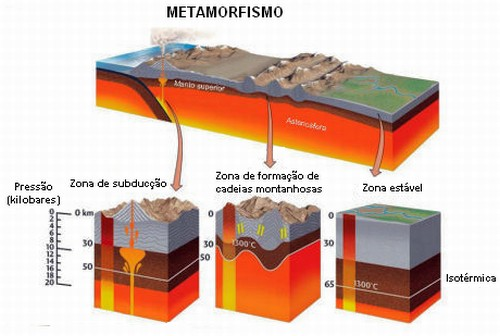 METAMORFISMO
Manto superior
Astenosfera
Pressão
(kilobares)
Zona de subducção
Zona de formação de
cadeias montanhosas
Zona estável
0
2
4
6
8
10
12
14
16
18
20
0 km
30
50
0
30
50
1300°C
0
30
65
1300°C
Isotérmica